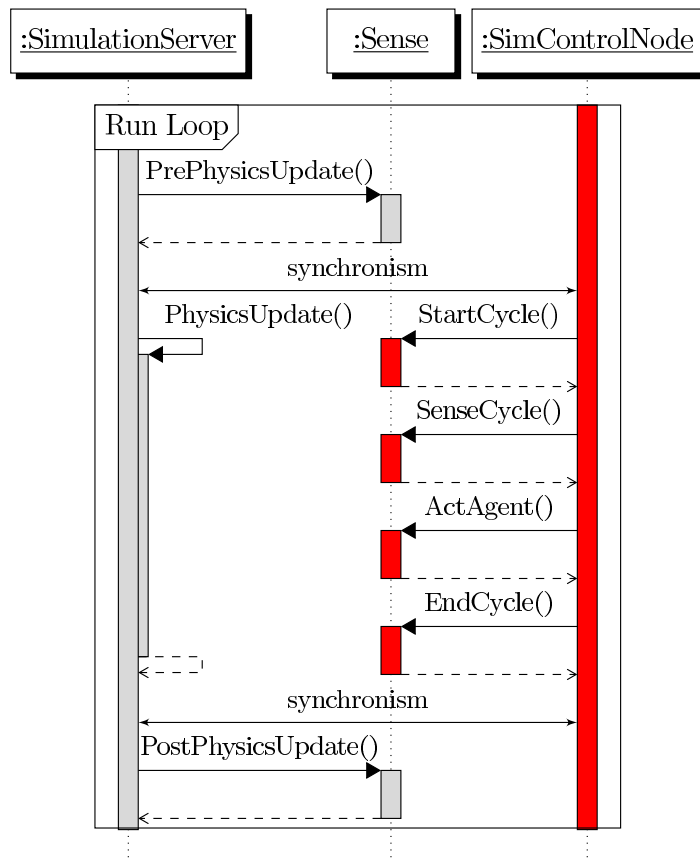 :SimulationServer
:Sense
:SimControlNode
Run Loop
PrePhysicsUpdate()
synchronism
PhysicsUpdate()
StartCycle()
SenseCycle()
ActAgent()
EndCycle()
synchronism
PostPhysicsUpdate()